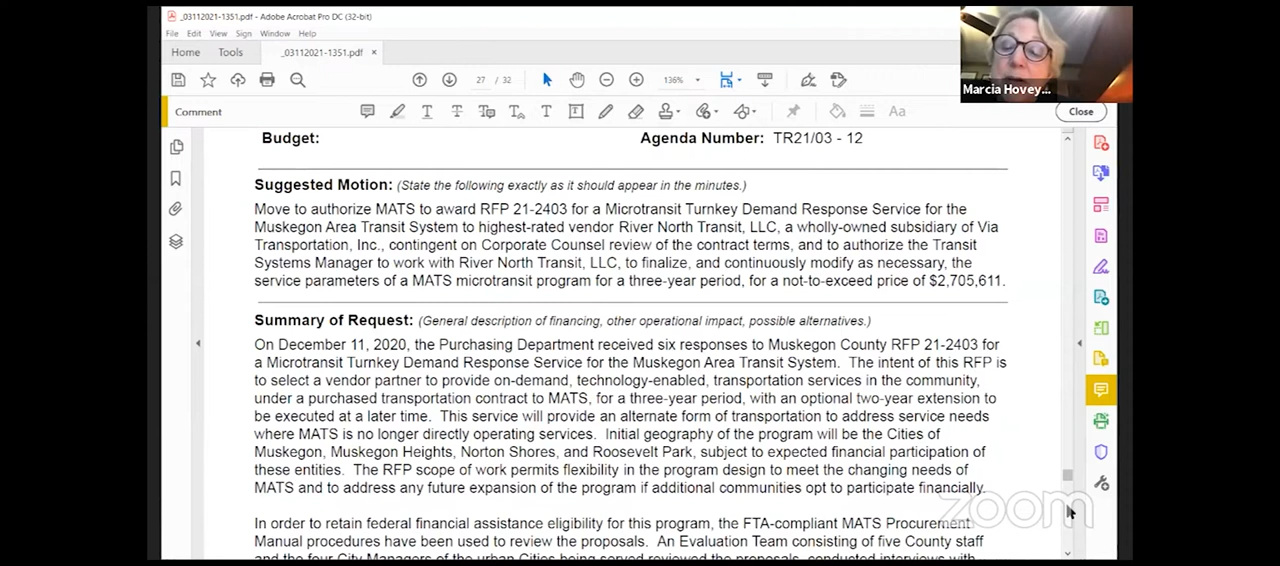 _03112021-1351.pdf - Adobe Acrobat Pro DC (32-bit)
File Edit View Sign Window Help
Home Tools _03112021-1351.pdf ×
27 / 32 136%
Marcia Hovey...
Comment Close
Budget: Agenda Number: TR21/03 - 12
Suggested Motion: (State the following exactly as it should appear in the minutes.)
Move to authorize MATS to award RFP 21-2403 for a Microtransit Turnkey Demand Response Service for the
Muskegon Area Transit System to highest-rated vendor River North Transit, LLC, a wholly-owned subsidiary of Via
Transportation, Inc., contingent on Corporate Counsel review of the contract terms, and to authorize the Transit
Systems Manager to work with River North Transit, LLC, to finalize, and continuously modify as necessary, the
service parameters of a MATS microtransit program for a three-year period, for a not-to-exceed price of $2,705,611.
Summary of Request: (General description of financing, other operational impact, possible alternatives.)
On December 11, 2020, the Purchasing Department received six responses to Muskegon County RFP 21-2403 for
a Microtransit Turnkey Demand Response Service for the Muskegon Area Transit System. The intent of this RFP is
to select a vendor partner to provide on-demand, technology-enabled, transportation services in the community,
under a purchased transportation contract to MATS, for a three-year period, with an optional two-year extension to
be executed at a later time. This service will provide an alternate form of transportation to address service needs
where MATS is no longer directly operating services. Initial geography of the program will be the Cities of
Muskegon, Muskegon Heights, Norton Shores, and Roosevelt Park, subject to expected financial participation of
these entities. The RFP scope of work permits flexibility in the program design to meet the changing needs of
MATS and to address any future expansion of the program if additional communities opt to participate financially.
zoom
In order to retain federal financial assistance eligibility for this program, the FTA-compliant MATS Procurement
Manual procedures have been used to review the proposals. An Evaluation Team consisting of five County staff
and the four City Managers of the urban Cities being served reviewed the proposals, conducted interviews with